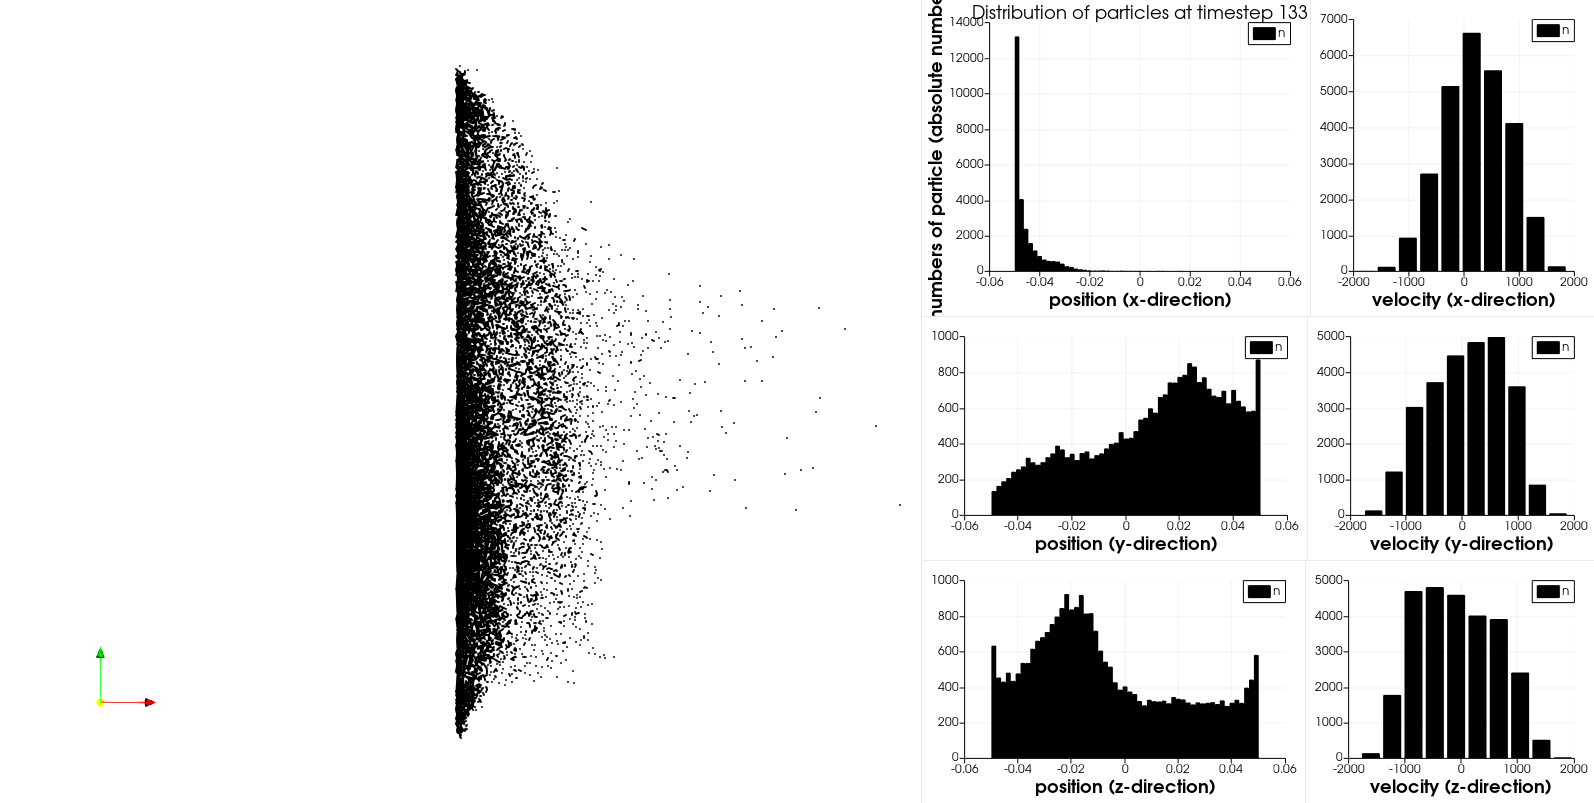 Distribution of particles at timestep 133
numbers of particle (absolute numbe
14000
12000
10000
8000
6000
4000
2000
0
n
-0.06 -0.04 -0.02 0 0.02 0.04 0.06
position (x-direction)
7000
6000
5000
4000
3000
2000
1000
0
n
-2000 -1000 0 1000 2000
velocity (x-direction)
1000
800
600
400
200
0
n
-0.06 -0.04 -0.02 0 0.02 0.04 0.06
position (y-direction)
5000
4000
3000
2000
1000
0
n
-2000 -1000 0 1000 2000
velocity (y-direction)
1000
800
600
400
200
0
n
-0.06 -0.04 -0.02 0 0.02 0.04 0.06
position (z-direction)
5000
4000
3000
2000
1000
0
n
-2000 -1000 0 1000 2000
velocity (z-direction)